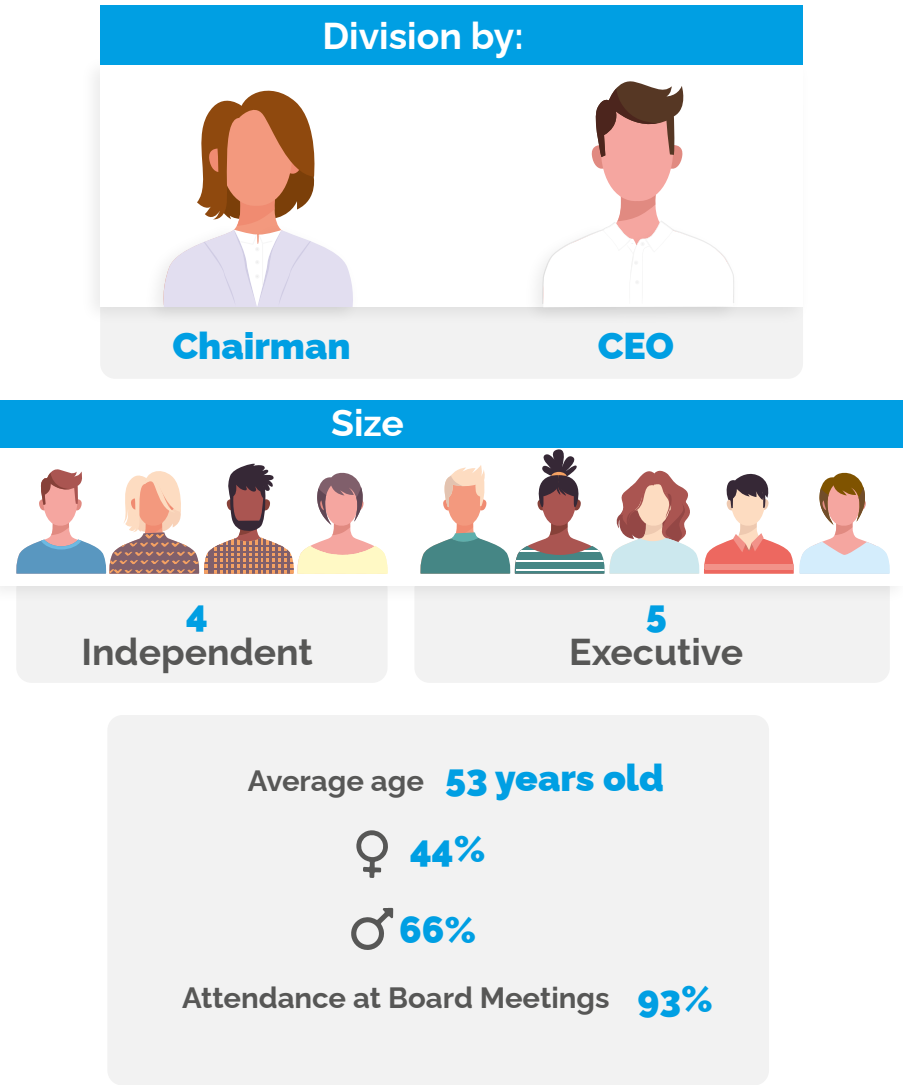 Division by:
Chairman
CEO
Size
4
Independent
5
Executive
Average age 53 years old
44%
66%
Attendance at Board Meetings 93%